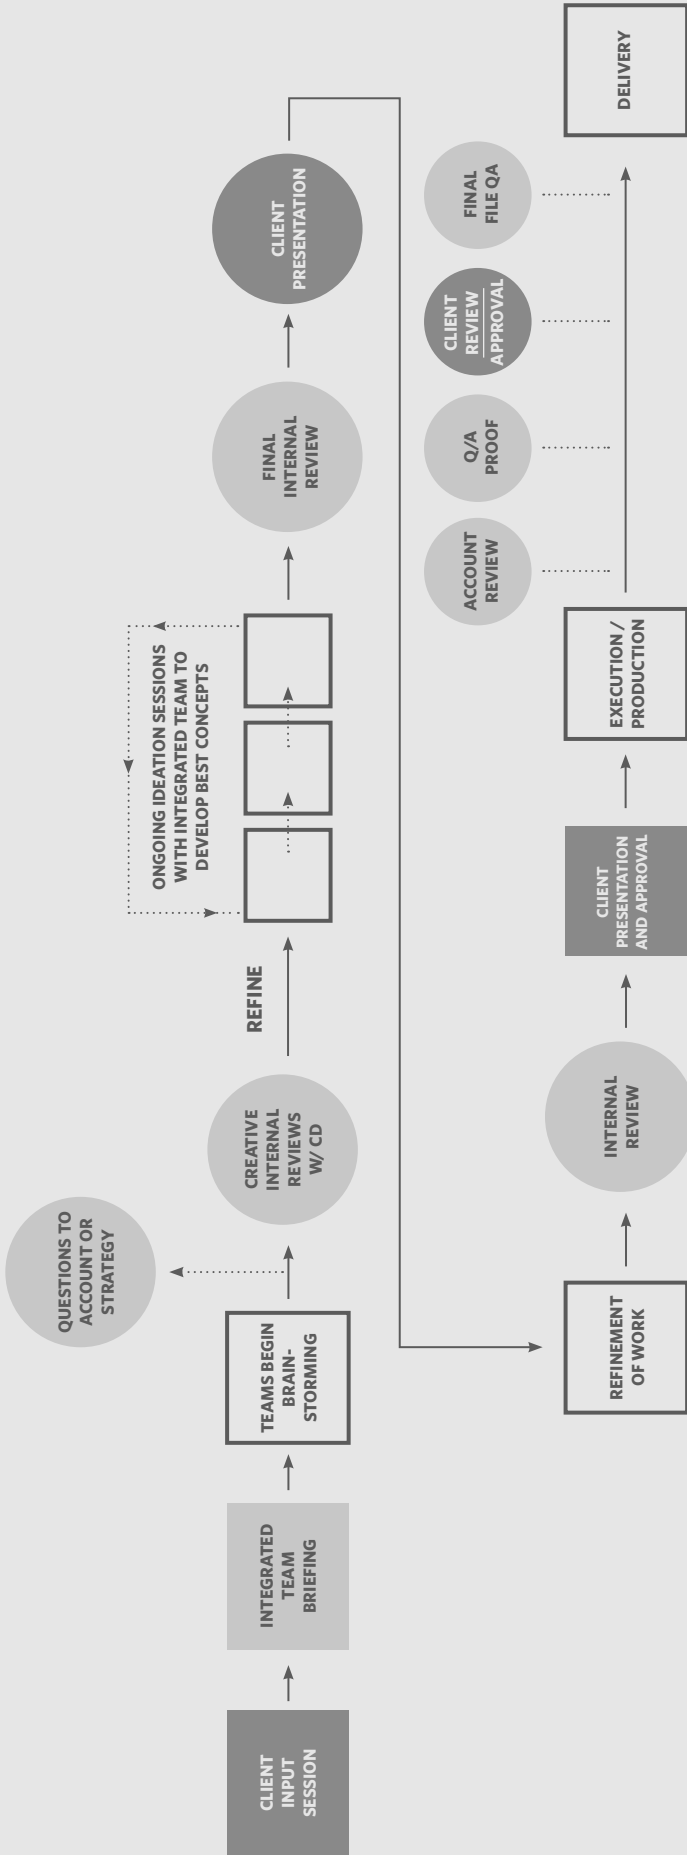 CLIENT
INPUT
SESSION
INTEGRATED
TEAM
BRIEFING
TEAMS BEGIN
BRAIN-
STORMING
QUESTIONS TO
ACCOUNT OR
STRATEGY
CREATIVE
INTERNAL
REVIEWS
W/ CD
REFINE
ONGOING IDEATION SESSIONS
WITH INTEGRATED TEAM TO
DEVELOP BEST CONCEPTS
FINAL
INTERNAL
REVIEW
CLIENT
PRESENTATION
REFINEMENT
OF WORK
INTERNAL
REVIEW
CLIENT
PRESENTATION
AND APPROVAL
EXECUTION /
PRODUCTION
ACCOUNT
REVIEW
Q/A
PROOF
CLIENT
REVIEW
APPROVAL
FINAL
FILE QA
DELIVERY